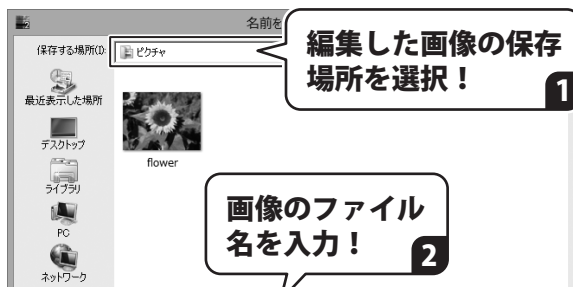 名前を
保存する場所(I):
ピクチャ
編集した画像の保存
場所を選択！
1
最近表示した場所
デスクトップ
flower
ライブラリ
画像のファイル
名を入力！
2
PC
ネットワーク